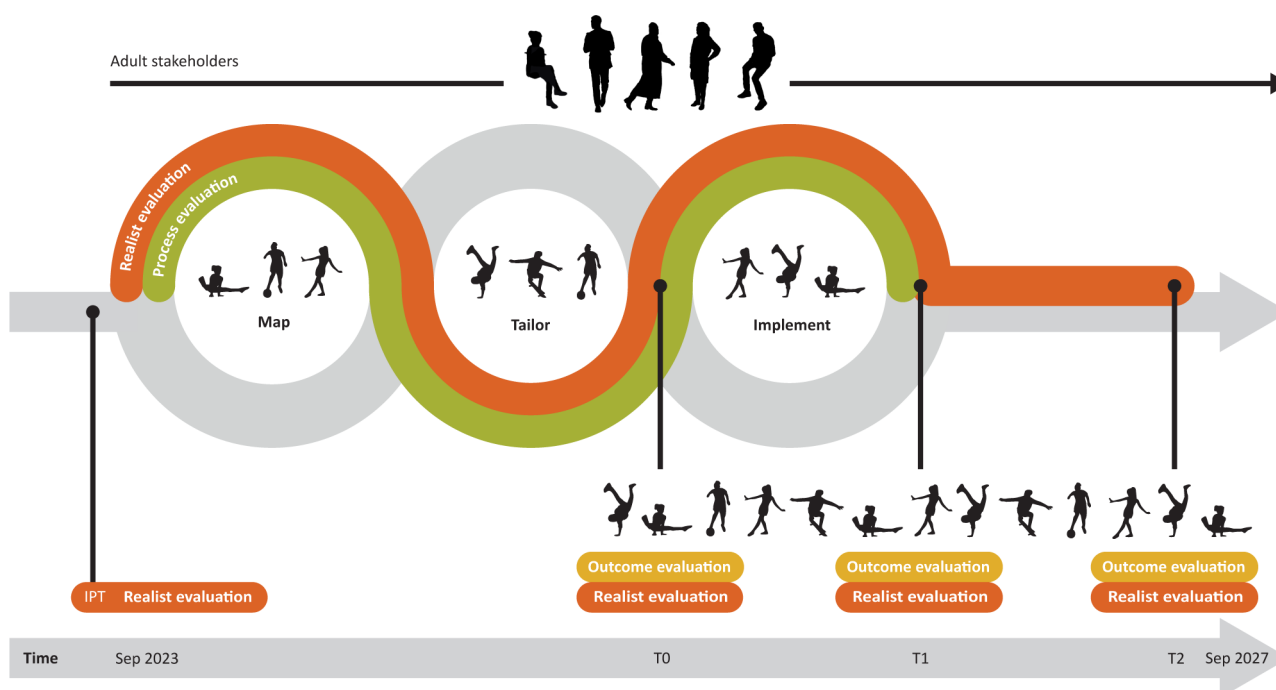 Adult stakeholders
Realist evaluation
Process evaluation
Map
Tailor
Implement
Outcome evaluation
Outcome evaluation
Outcome evaluation
IPT Realist evaluation
Realist evaluation
Realist evaluation
Realist evaluation
Time Sep 2023 T0 T1 T2 Sep 2027